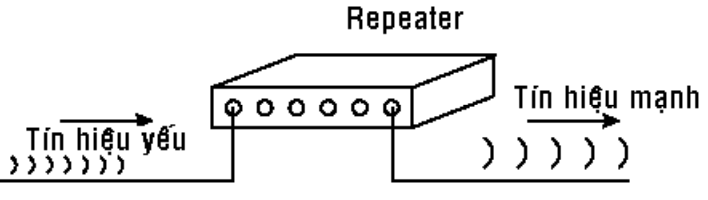 Repeater
Tín hiệu mạnh
Tín hiệu yếu